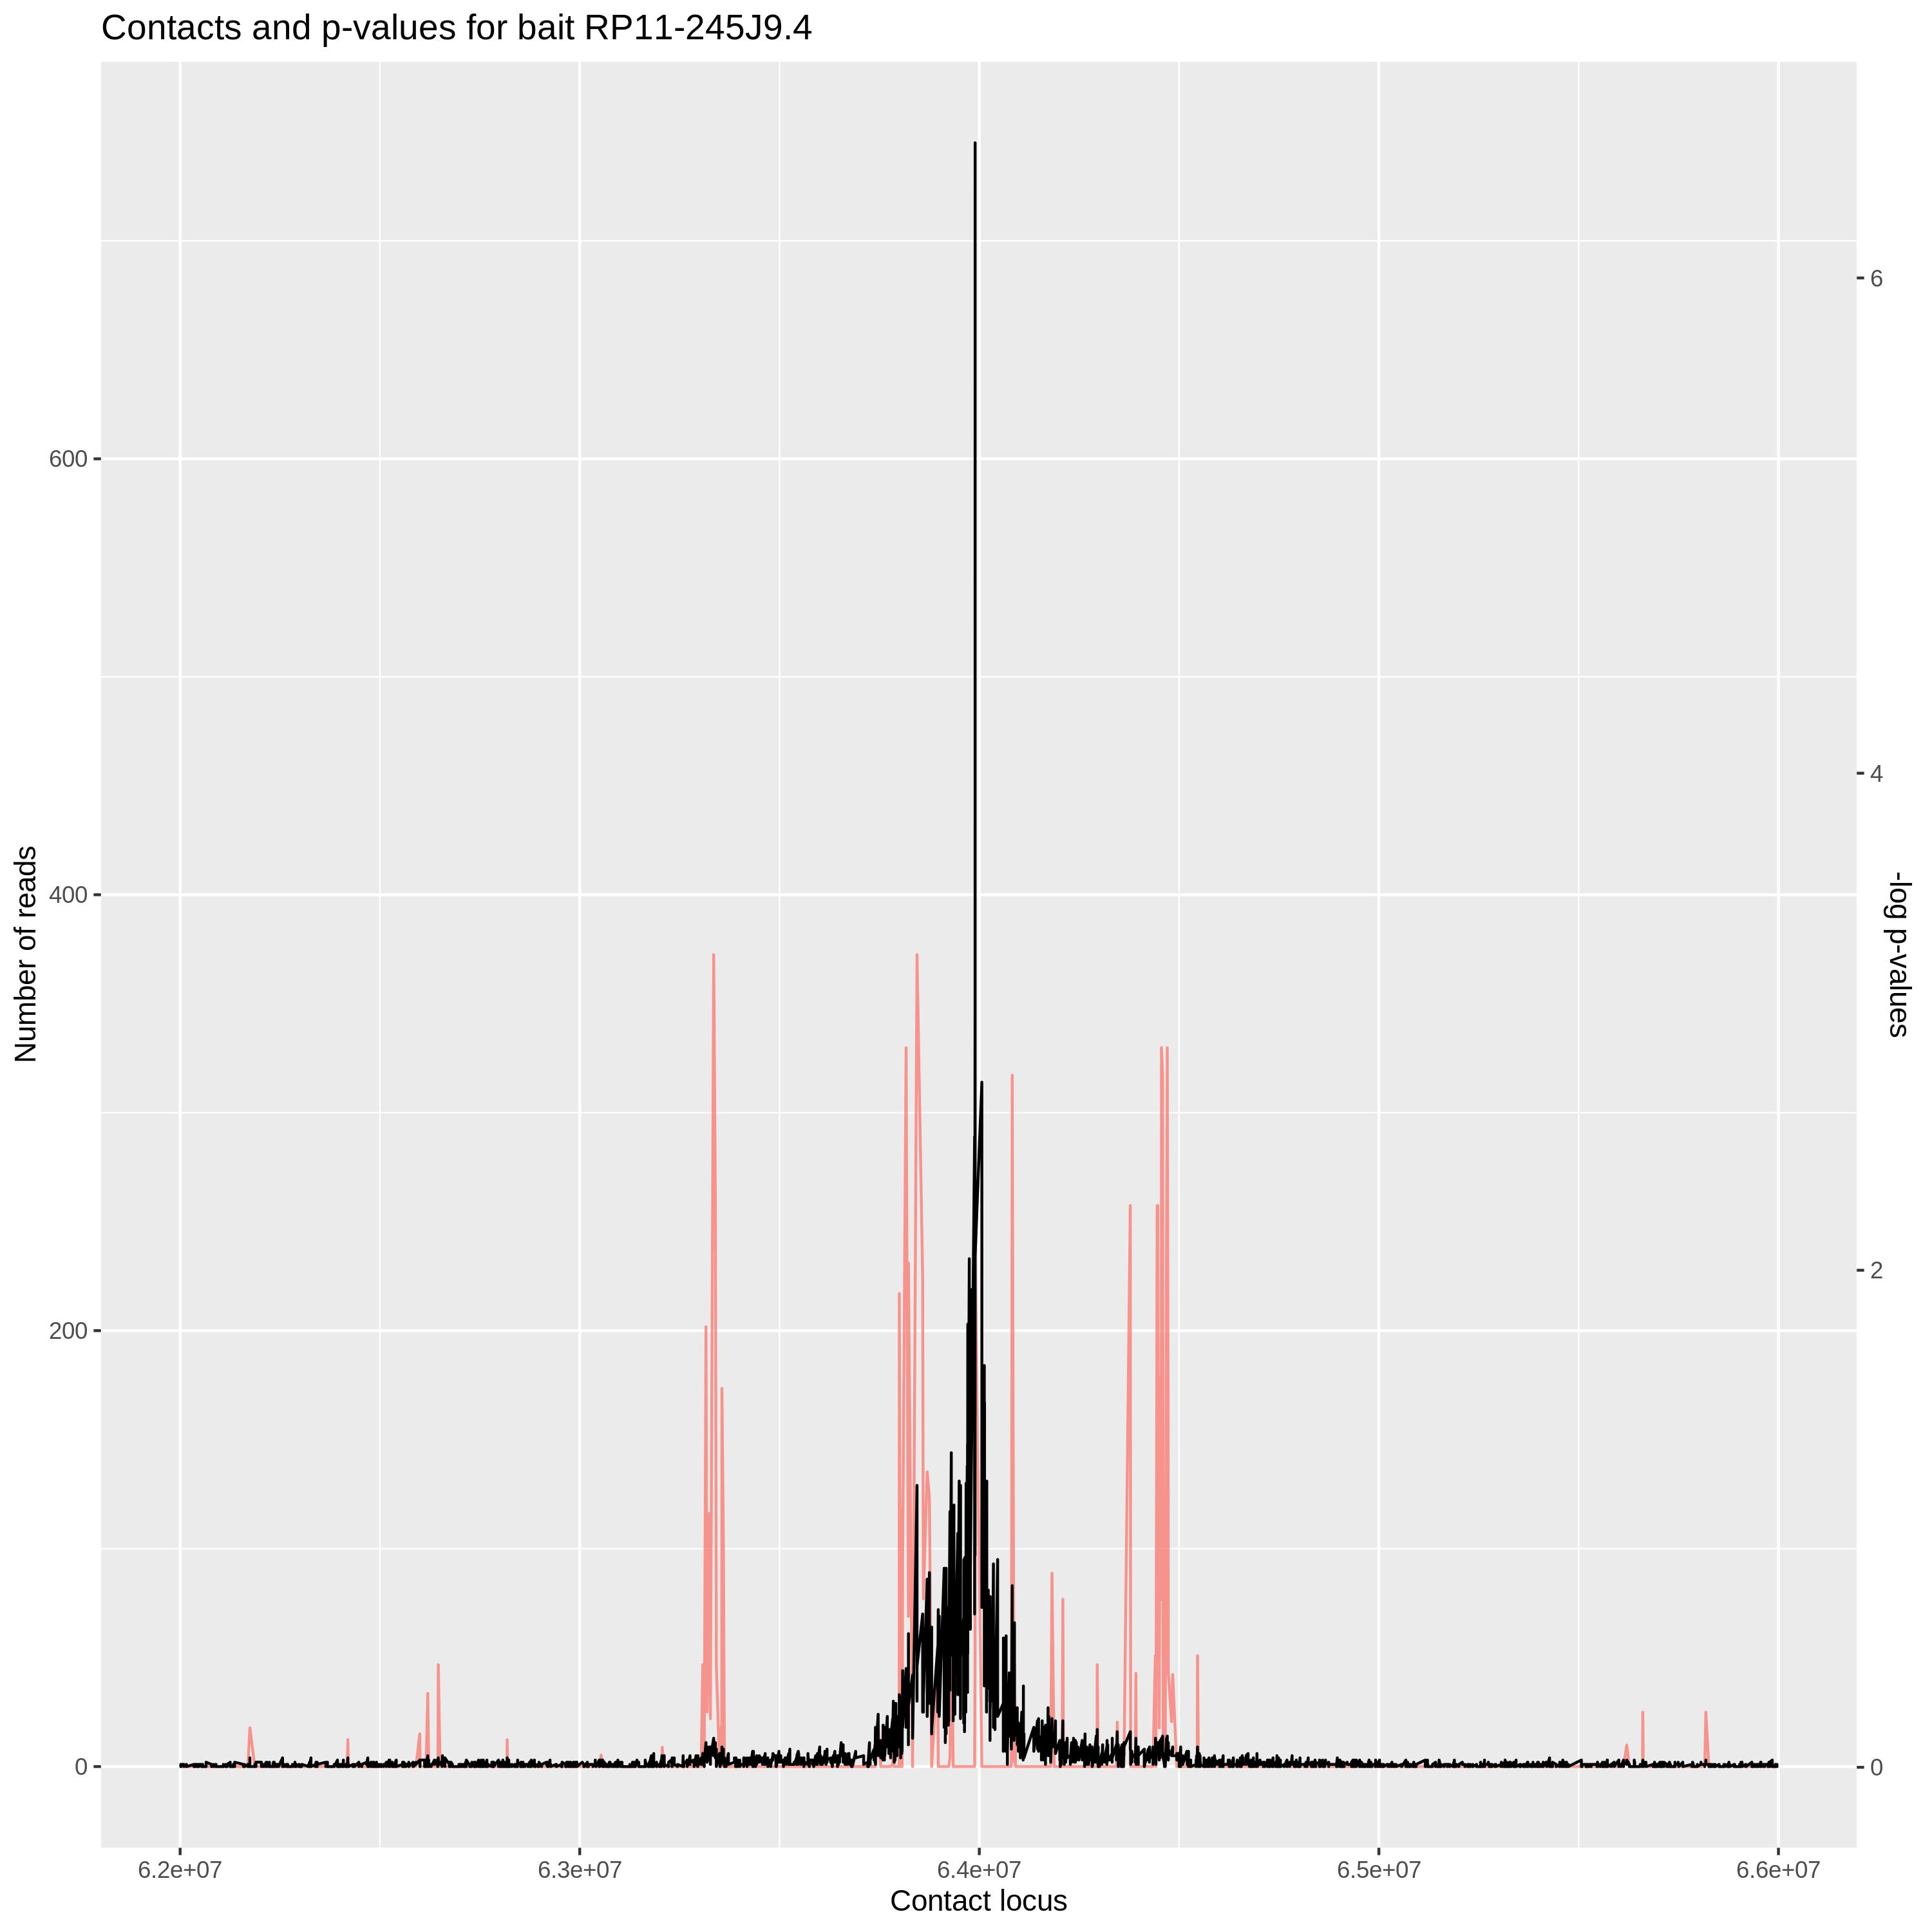 Contacts and p-values for bait RP11-245J9.4
Number of reads
600
400
200
0
6
4
2
0
-log p-values
6.2e+07
6.3e+07
6.4e+07
6.5e+07
6.6e+07
Contact locus